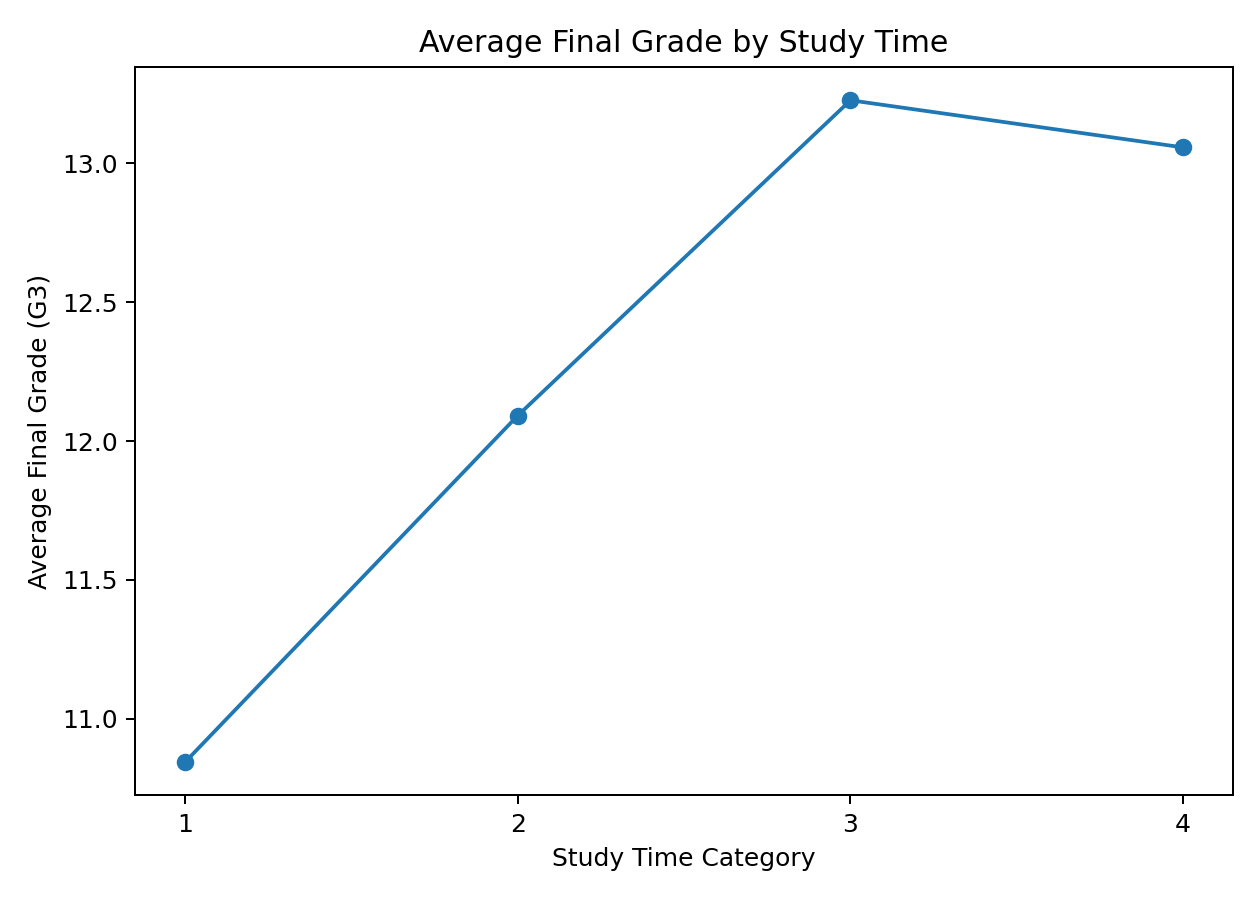 Average Final Grade by Study Time
Average Final Grade (G3)
13.0
12.5
12.0
11.5
11.0
1 2 3 4
Study Time Category